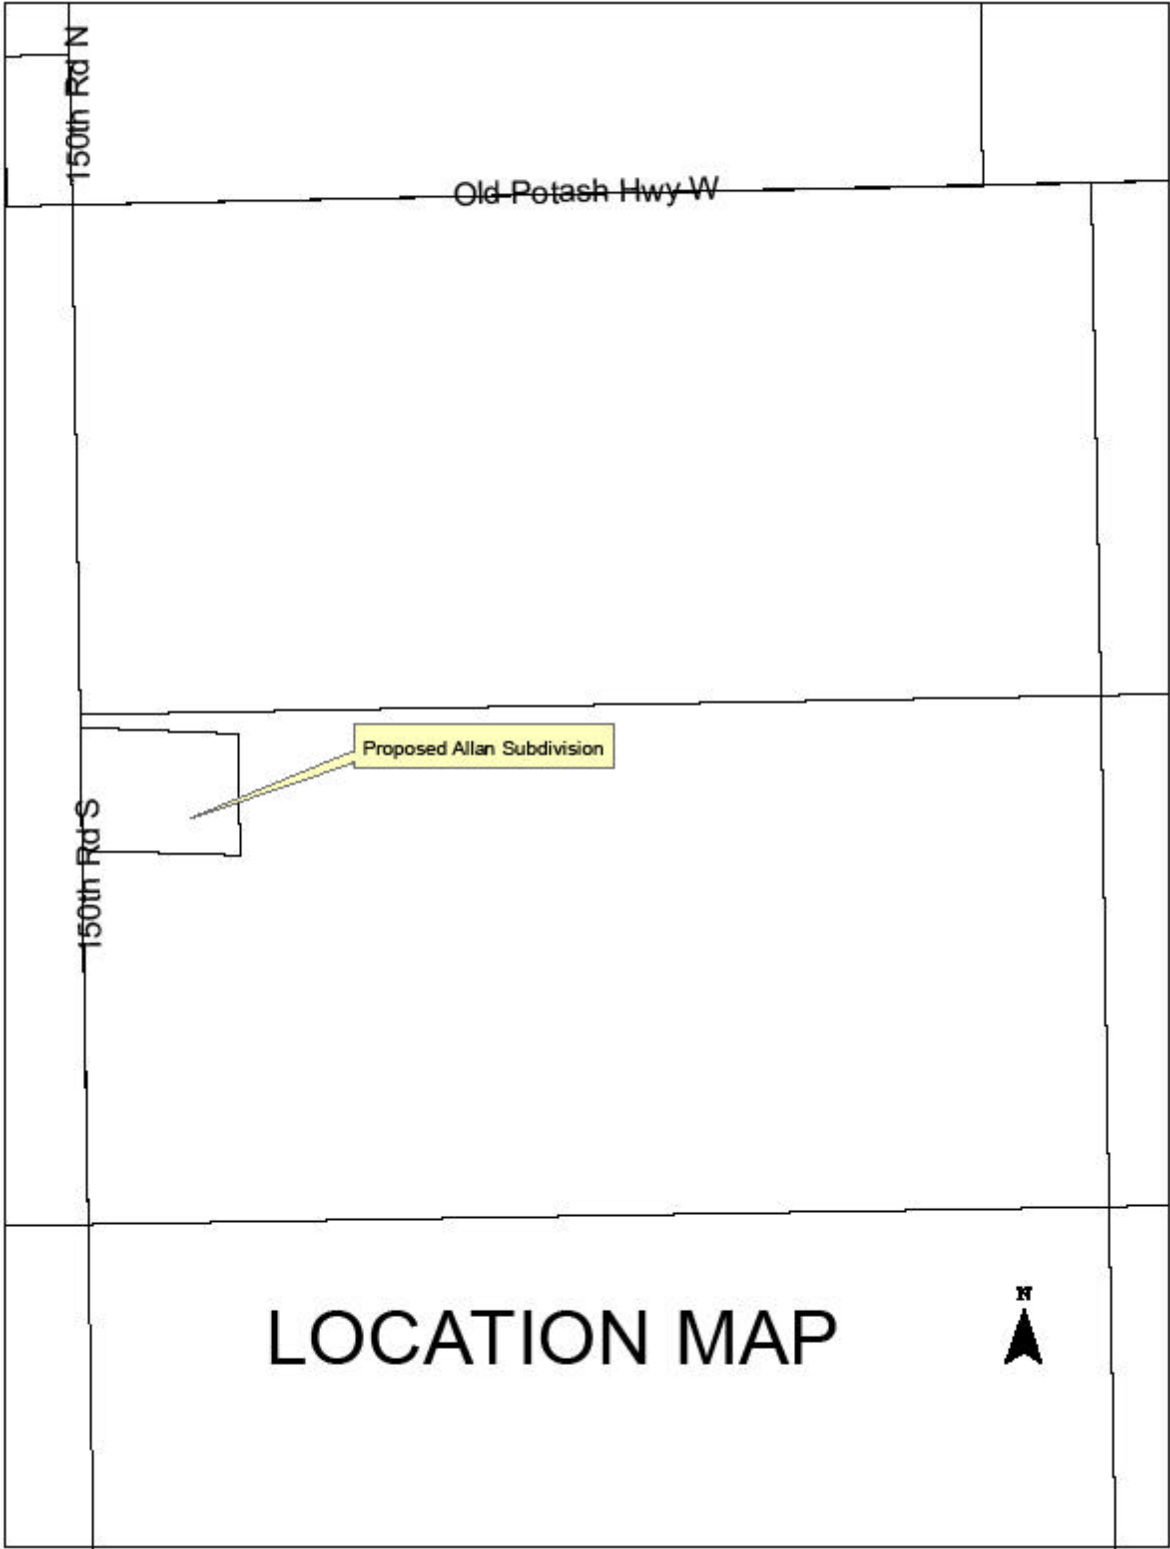 150th Rd N
Old Potash Hwy W
Proposed Allan Subdivision
150th Rd S
N
LOCATION MAP